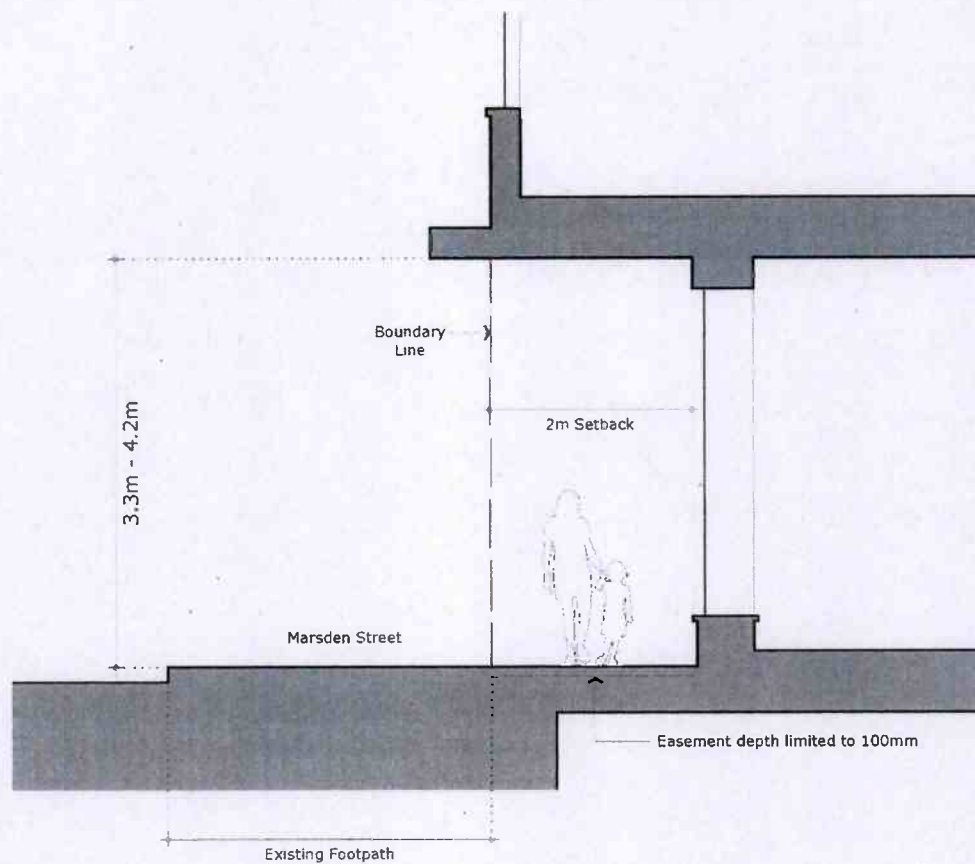 Boundary
Line
2m Setback
3.3m - 4.2m
Marsden Street
Easement depth limited to 100mm
Existing Footpath